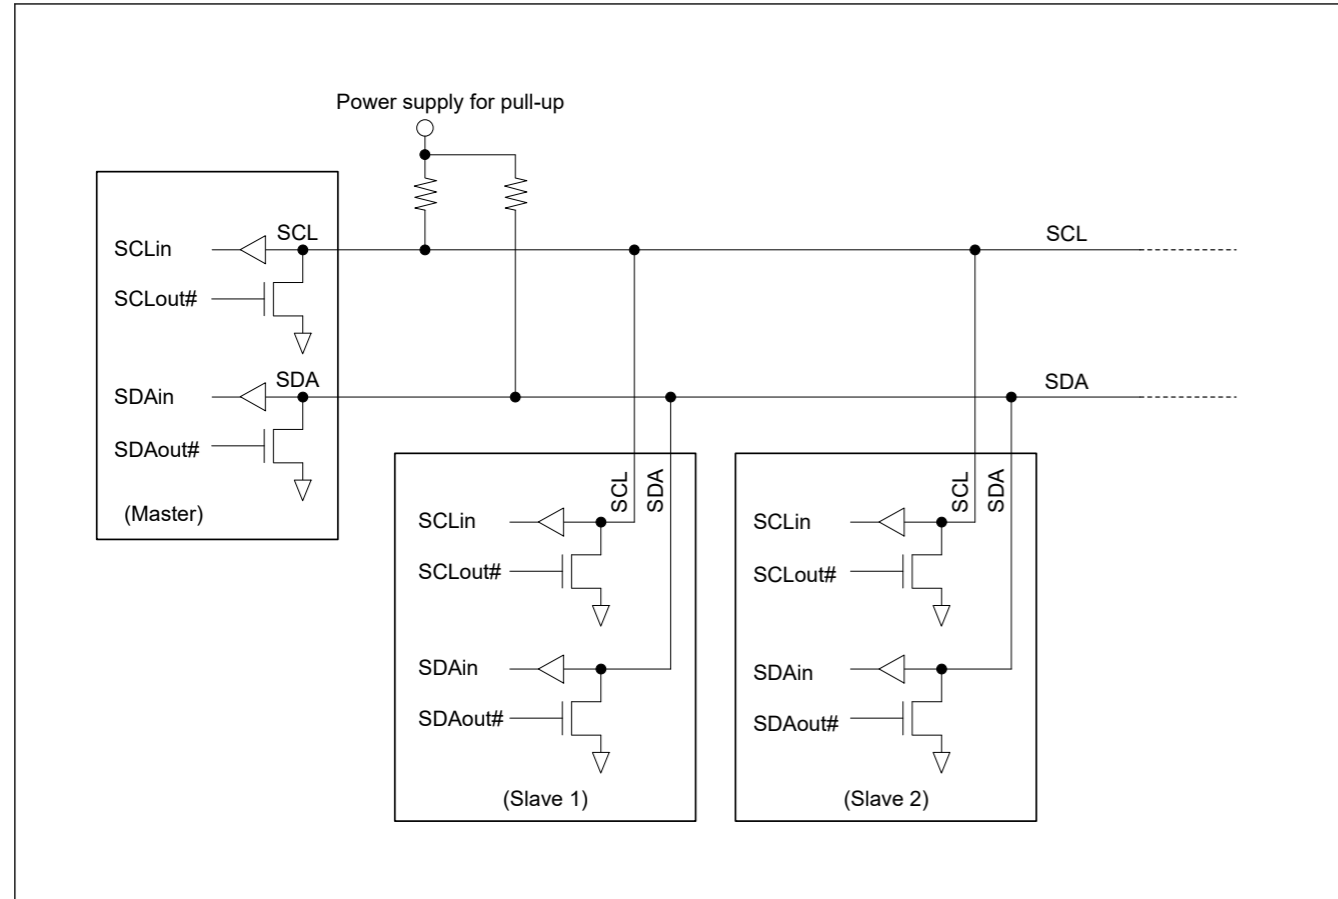 Power supply for pull-up
SCLin
SCL
SCL
SCLout#
SDAin
SDA
SDA
SDAout#
(Master)
SCL
SDA
SCLin
SCLout#
SDAin
SDAout#
(Slave 1)
SCL
SDA
SCLin
SCLout#
SDAin
SDAout#
(Slave 2)